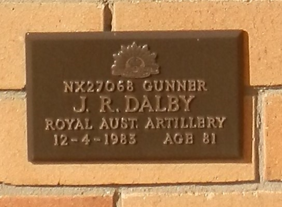 NX27068 GUNNER
J. R. DALBY
ROYAL AUST. ARTILLERY
12-4-1983 AGE 81